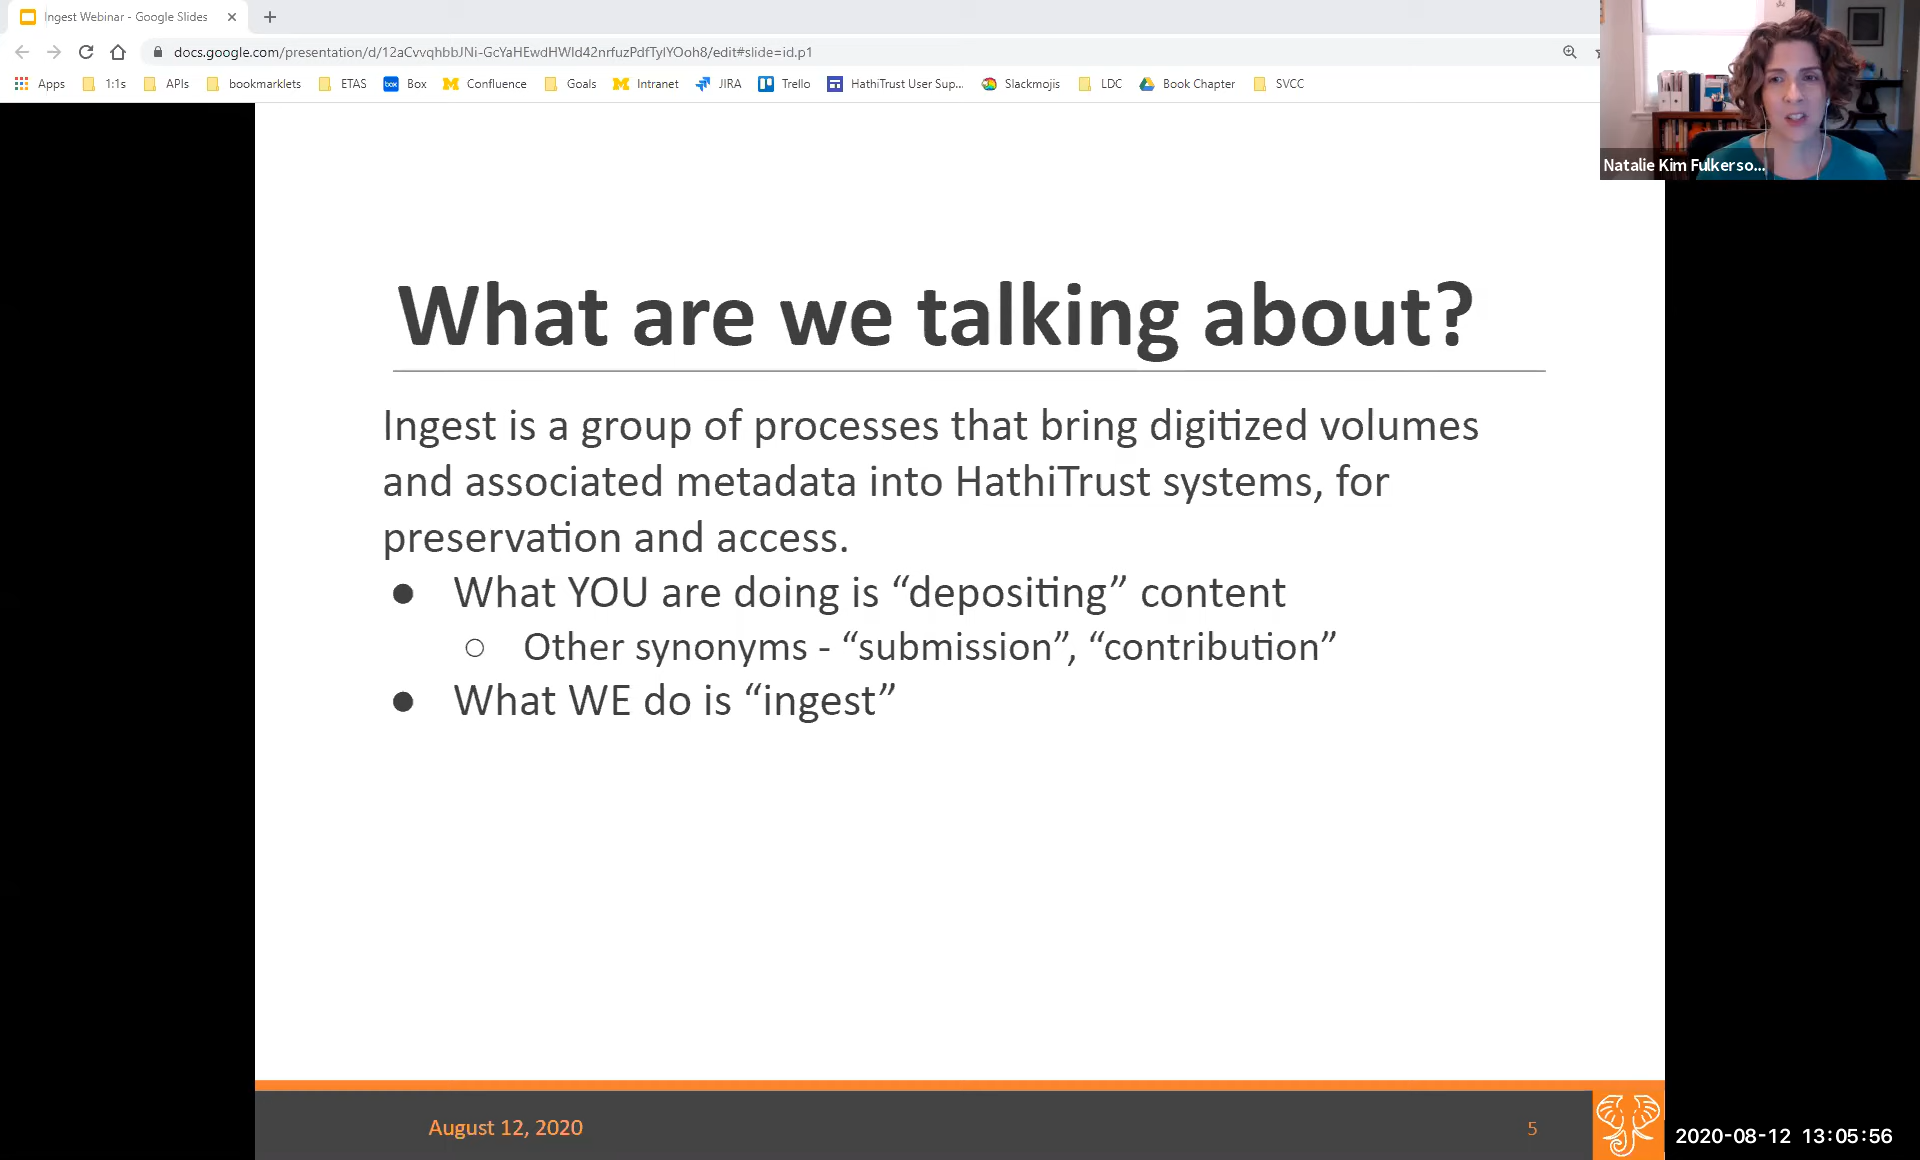 Ingest Webinar - Google Slides
docs.google.com/presentation/d/12aCvvqhbbJNi-GcYaHEwdHWId42nrfuzPdfTyIYOoh8/edit#slide=id.p1
Apps 1:1s APIs bookmarklets ETAS Box Confluence Goals Intranet JIRA Trello HathiTrust User Sup... Slackmojis LDC Book Chapter SVCC
Natalie Kim Fulkerso...
What are we talking about?
Ingest is a group of processes that bring digitized volumes
and associated metadata into HathiTrust systems, for
preservation and access.
● What YOU are doing is “depositing” content
○ Other synonyms - “submission”, “contribution”
● What WE do is “ingest”
August 12, 2020
5
2020-08-12 13:05:56